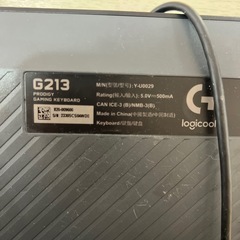 G213
PRODIGY
GAMING KEYBOARD
M/N(型號/型号): Y-U0029
Rating(輸入/输入): 5.0V⎓500mA
CAN ICE-3 (B)/NMB-3(B)
Made in China(中國製造/中国制造)
Keyboard/鍵盤/键盘
logicool